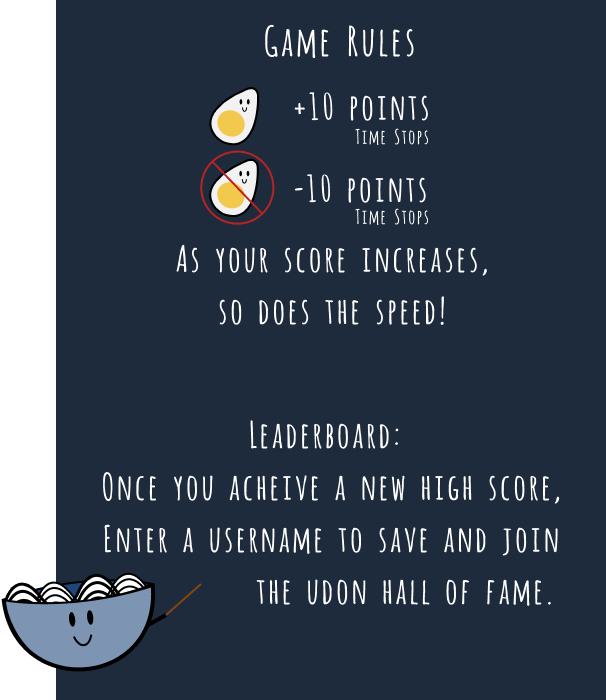 Game Rules
+10 points
Time Stops
-10 points
Time Stops
As your score increases,
so does the speed!
Leaderboard:
Once you acheive a new high score,
Enter a username to save and join
the udon hall of fame.